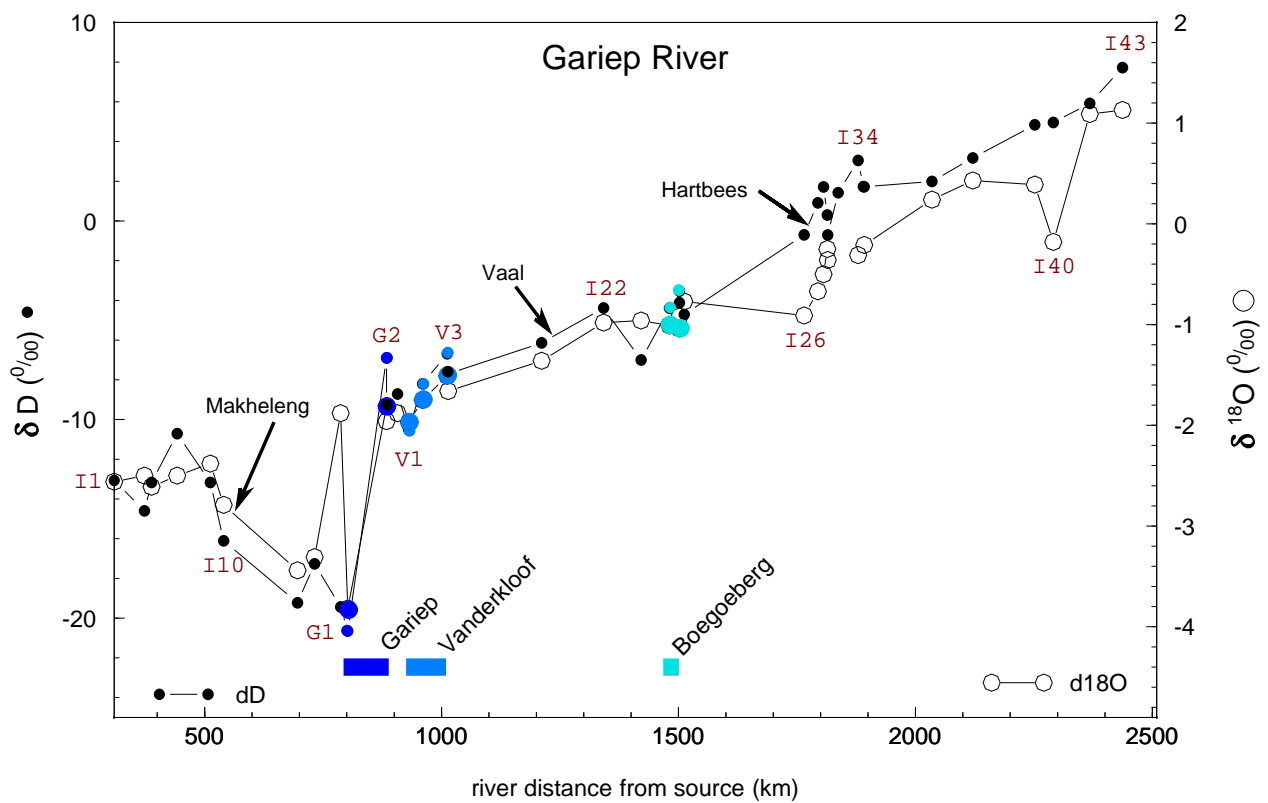 Gariep River
10
0
-10
-20
δ D (0/00)
2
1
0
-1
-2
-3
-4
δ 18O (0/00)
I43
I34
Hartbees
Vaal
I22
I40
G2
V3
I26
Makheleng
V1
I1
I10
G1
Gariep
Vanderkloof
Boegoeberg
dD
d18O
500
1000
1500
2000
2500
river distance from source (km)